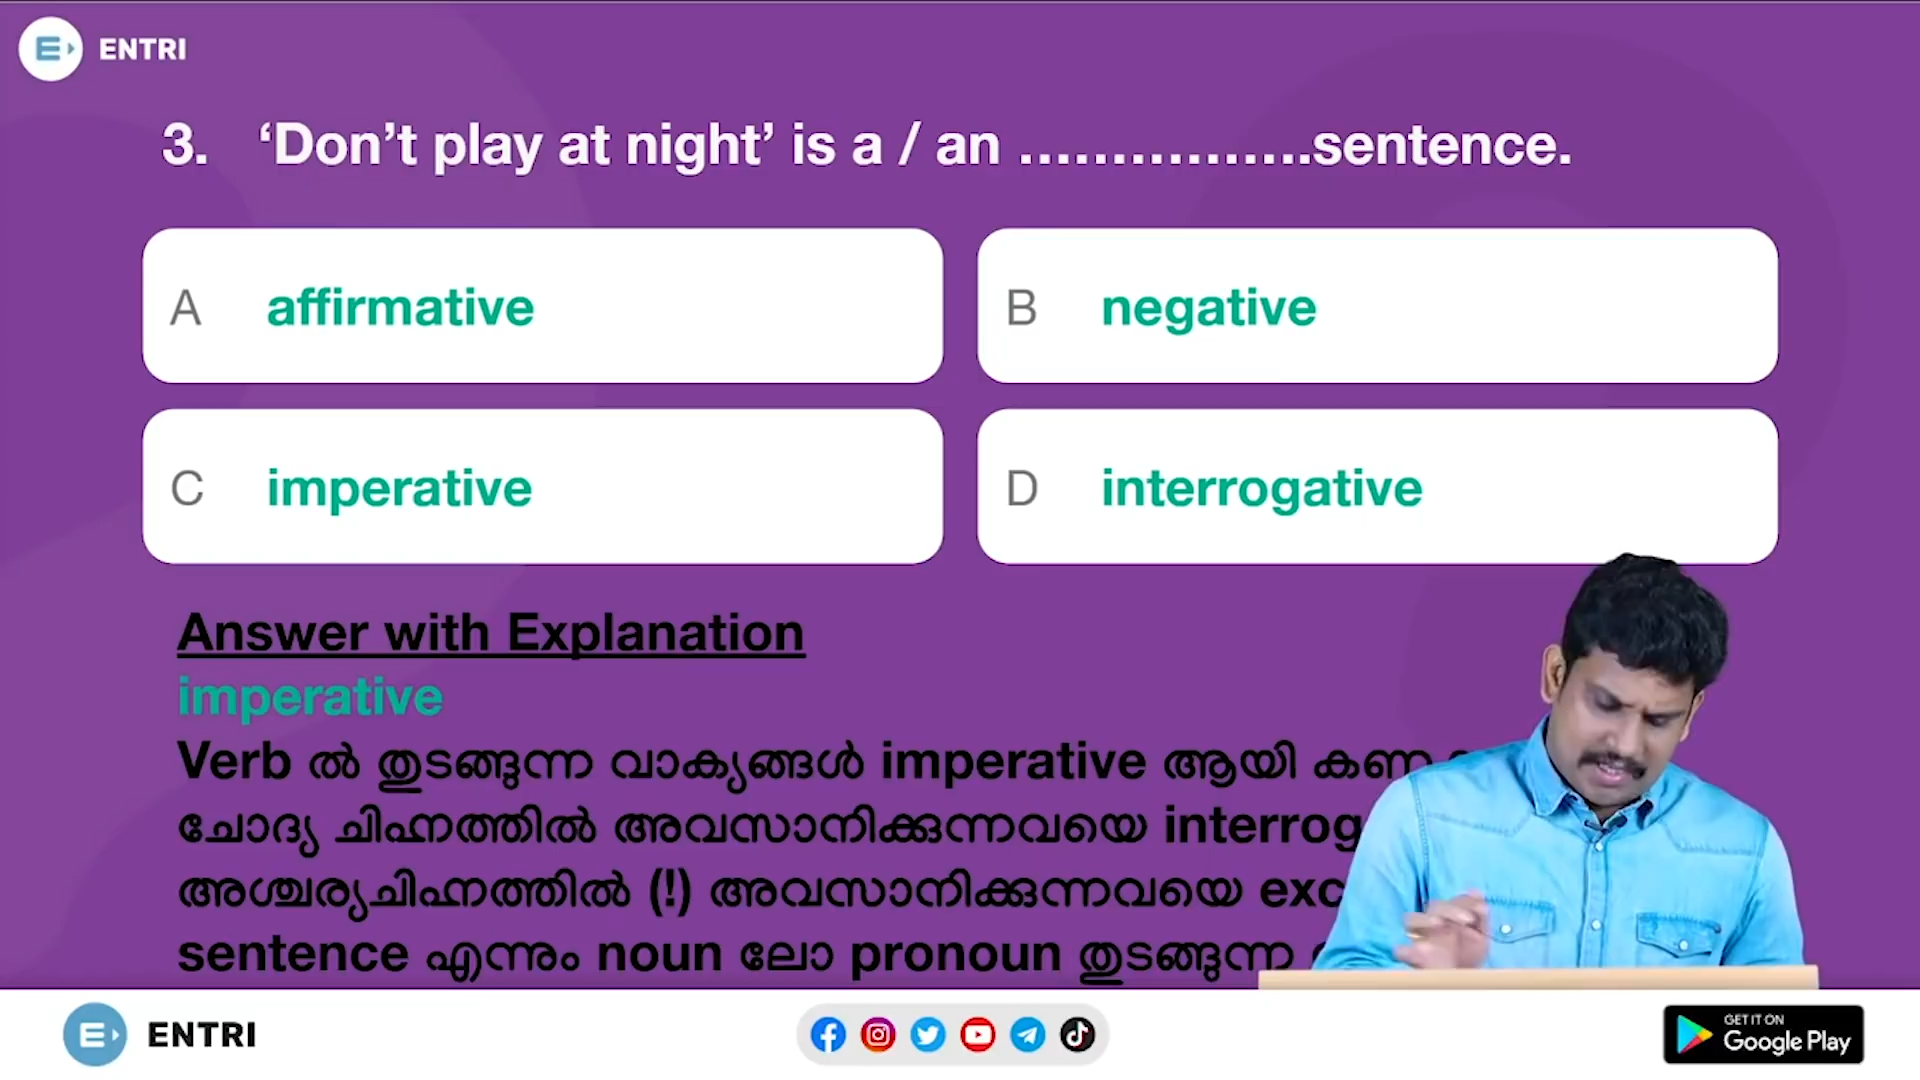 ENTRI
3. ‘Don’t play at night’ is a / an ................sentence.
A affirmative
B negative
C imperative
D interrogative
Answer with Explanation
imperative
Verb ൽ തുടങ്ങുന്ന വാക്യങ്ങൾ imperative ആയി
ചോദ്യ ചിഹ്നത്തിൽ അവസാനിക്കുന്നവയെ
അശ്ചര്യചിഹ്നത്തിൽ (!) അവസാനിക്കുന്നവയെ
sentence എന്നും noun ലോ pronoun തുടങ്ങുന്ന
ENTRI
GET IT ON
Google Play